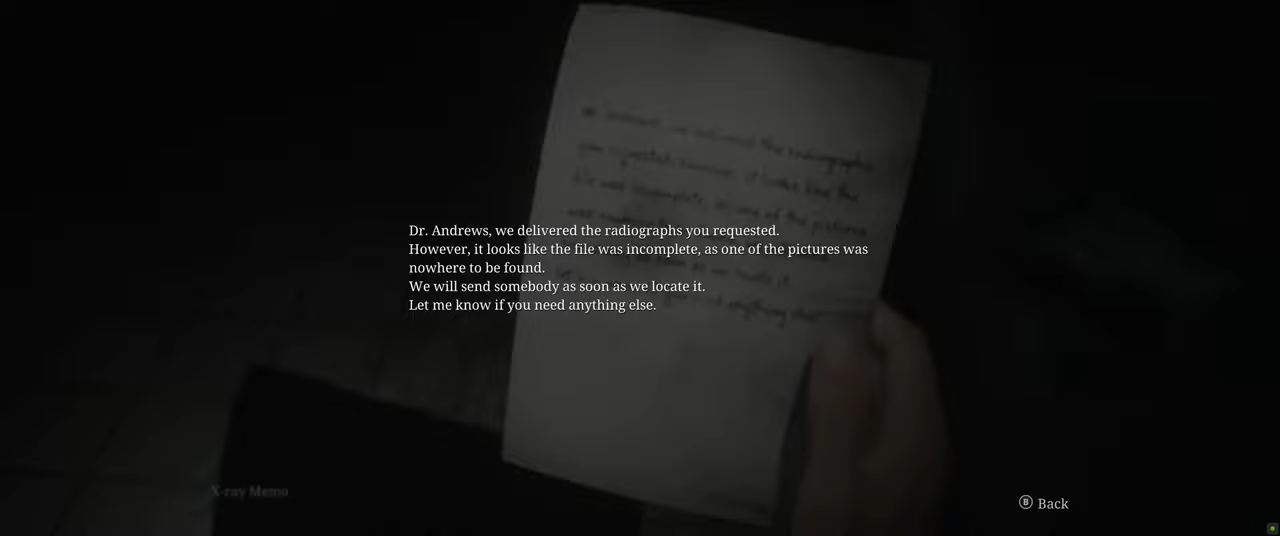 Dr. Andrews, we delivered the radiographs you requested.
However, it looks like the file was incomplete, as one of the pictures was
nowhere to be found.
We will send somebody as soon as we locate it.
Let me know if you need anything else.
X-ray Memo
B Back